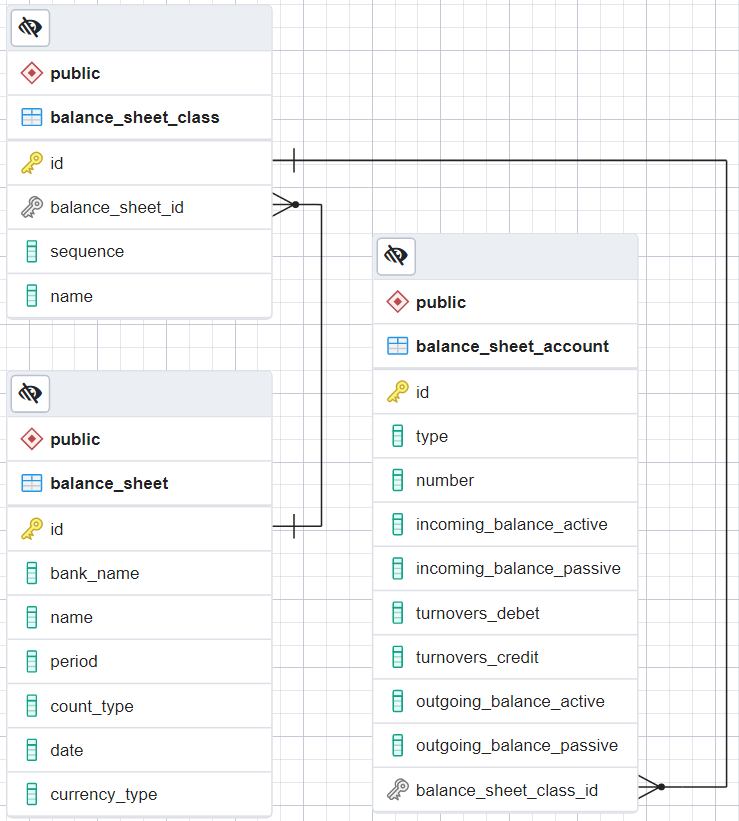 public
balance_sheet_class
id
balance_sheet_id
sequence
name
public
balance_sheet
id
bank_name
name
period
count_type
date
currency_type
public
balance_sheet_account
id
type
number
incoming_balance_active
incoming_balance_passive
turnovers_debet
turnovers_credit
outgoing_balance_active
outgoing_balance_passive
balance_sheet_class_id